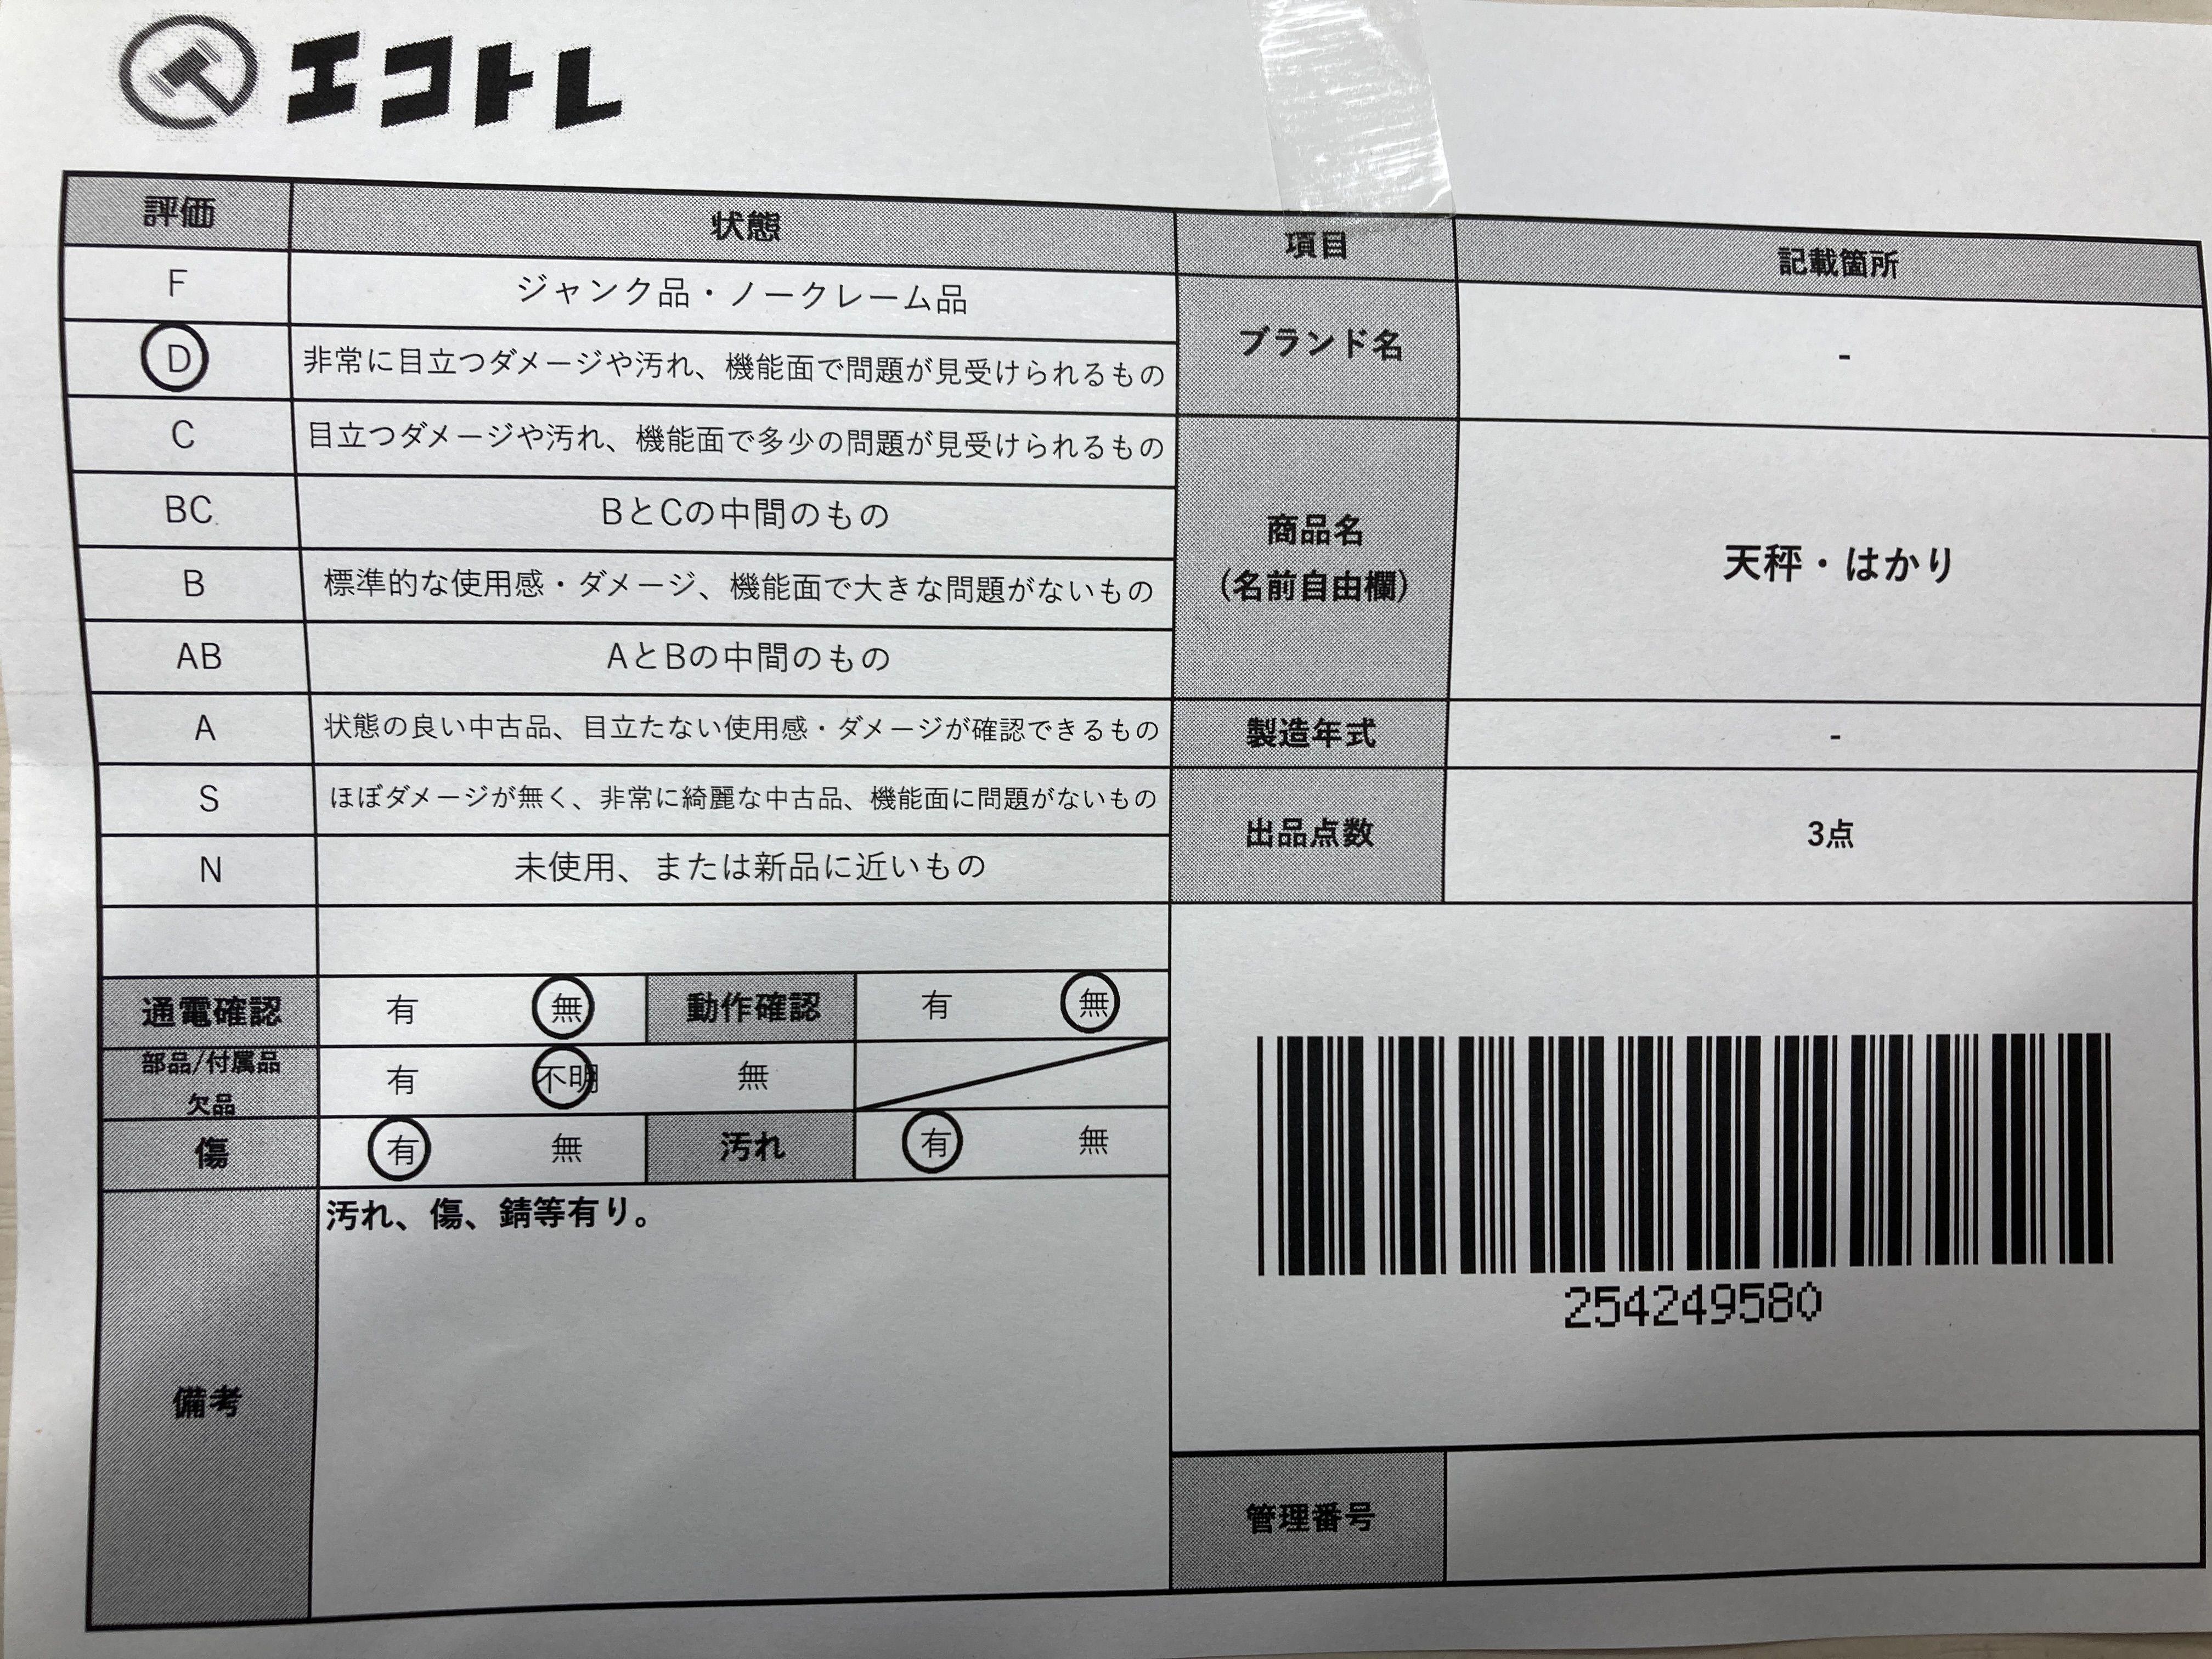 エコトレ
評価 状態
F ジャンク品・ノークレーム品
D 非常に目立つダメージや汚れ、機能面で問題が見受けられるもの
C 目立つダメージや汚れ、機能面で多少の問題が見受けられるもの
BC BとCの中間のもの
B 標準的な使用感・ダメージ、機能面で大きな問題がないもの
AB AとBの中間のもの
A 状態の良い中古品、目立たない使用感・ダメージが確認できるもの
S ほぼダメージが無く、非常に綺麗な中古品、機能面に問題がないもの
N 未使用、または新品に近いもの
通電確認 有 無 動作確認 有 無
部品/付属品
欠品 有 不明 無
傷 有 無 汚れ 有 無
備考 汚れ、傷、錆等有り。
項目 記載箇所
ブランド名 -
商品名
（名前自由欄） 天秤・はかり
製造年式 -
出品点数 3点
254249580
管理番号